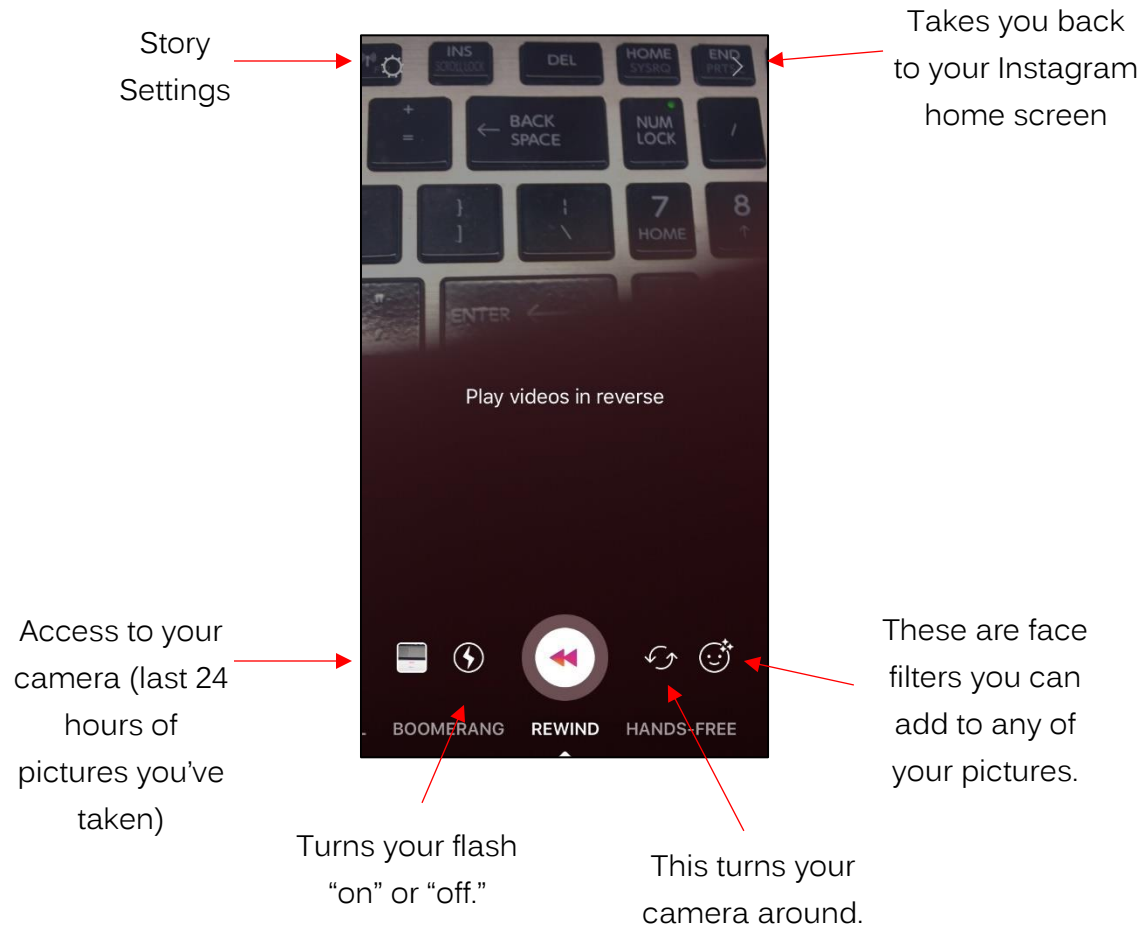 Story
Settings
Takes you back
to your Instagram
home screen
INS
SCROLL LOCK
DEL
HOME
SYSRQ
END
+
=
← BACK
SPACE
NUM
LOCK
/
}
]
¦
\
7
HOME
8
↑
"
ENTER ←
Play videos in reverse
Access to your
camera (last 24
hours of
pictures you’ve
taken)
BOOMERANG REWIND HANDS-FREE
These are face
filters you can
add to any of
your pictures.
Turns your flash
“on” or “off.”
This turns your
camera around.